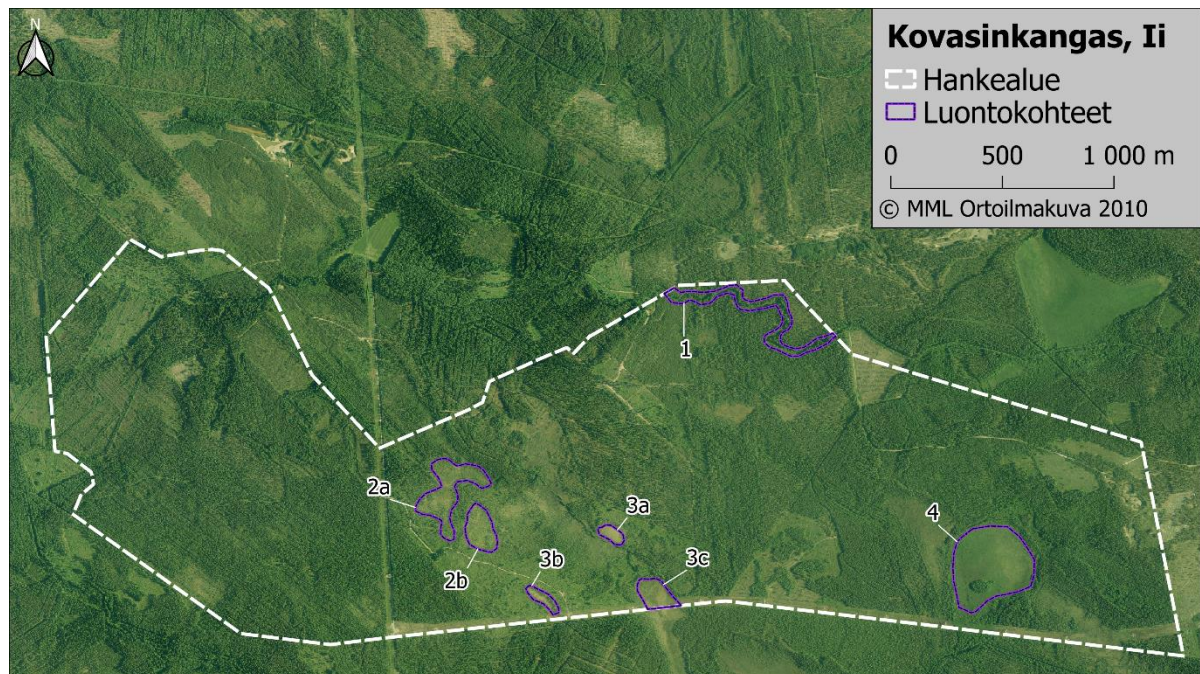 N
Kovasinkangas, Ii
Hankealue
Luontokohteet
0 500 1 000 m
© MML Ortoilmakuva 2010
1
2a
2b
3a
3b
3c
4